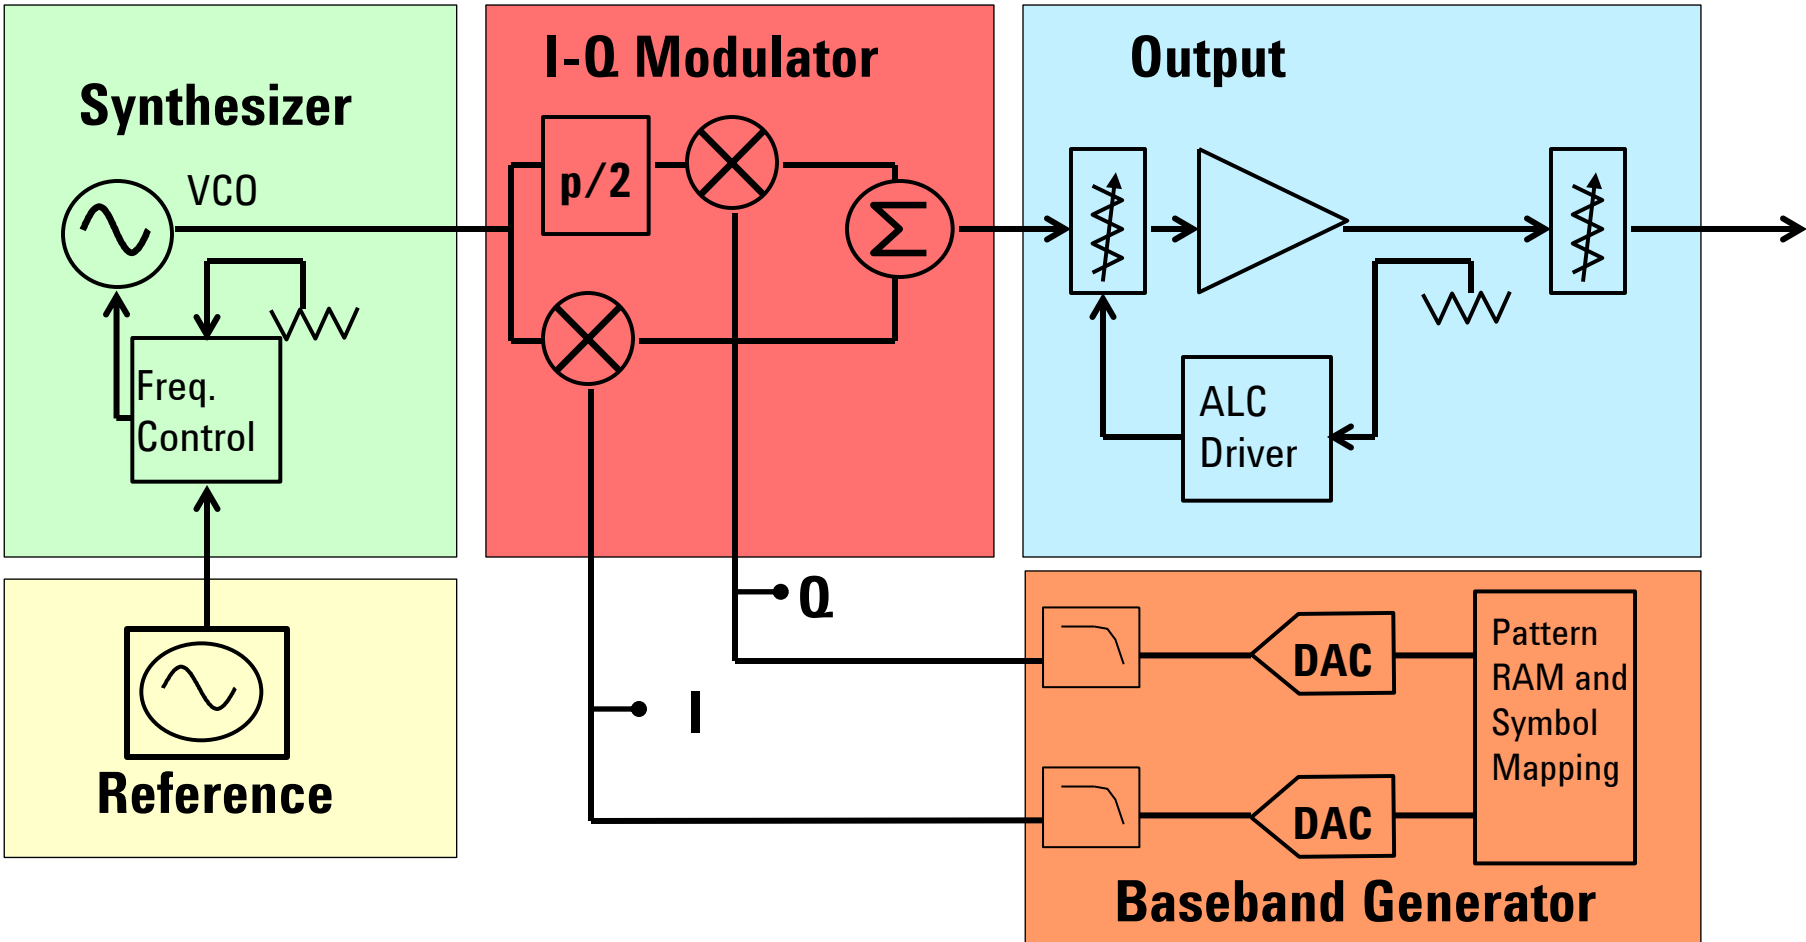 Synthesizer
VCO
Freq.
Control
Reference
I-Q Modulator
p/2
Σ
Q
I
Output
ALC
Driver
DAC
DAC
Pattern
RAM and
Symbol
Mapping
Baseband Generator